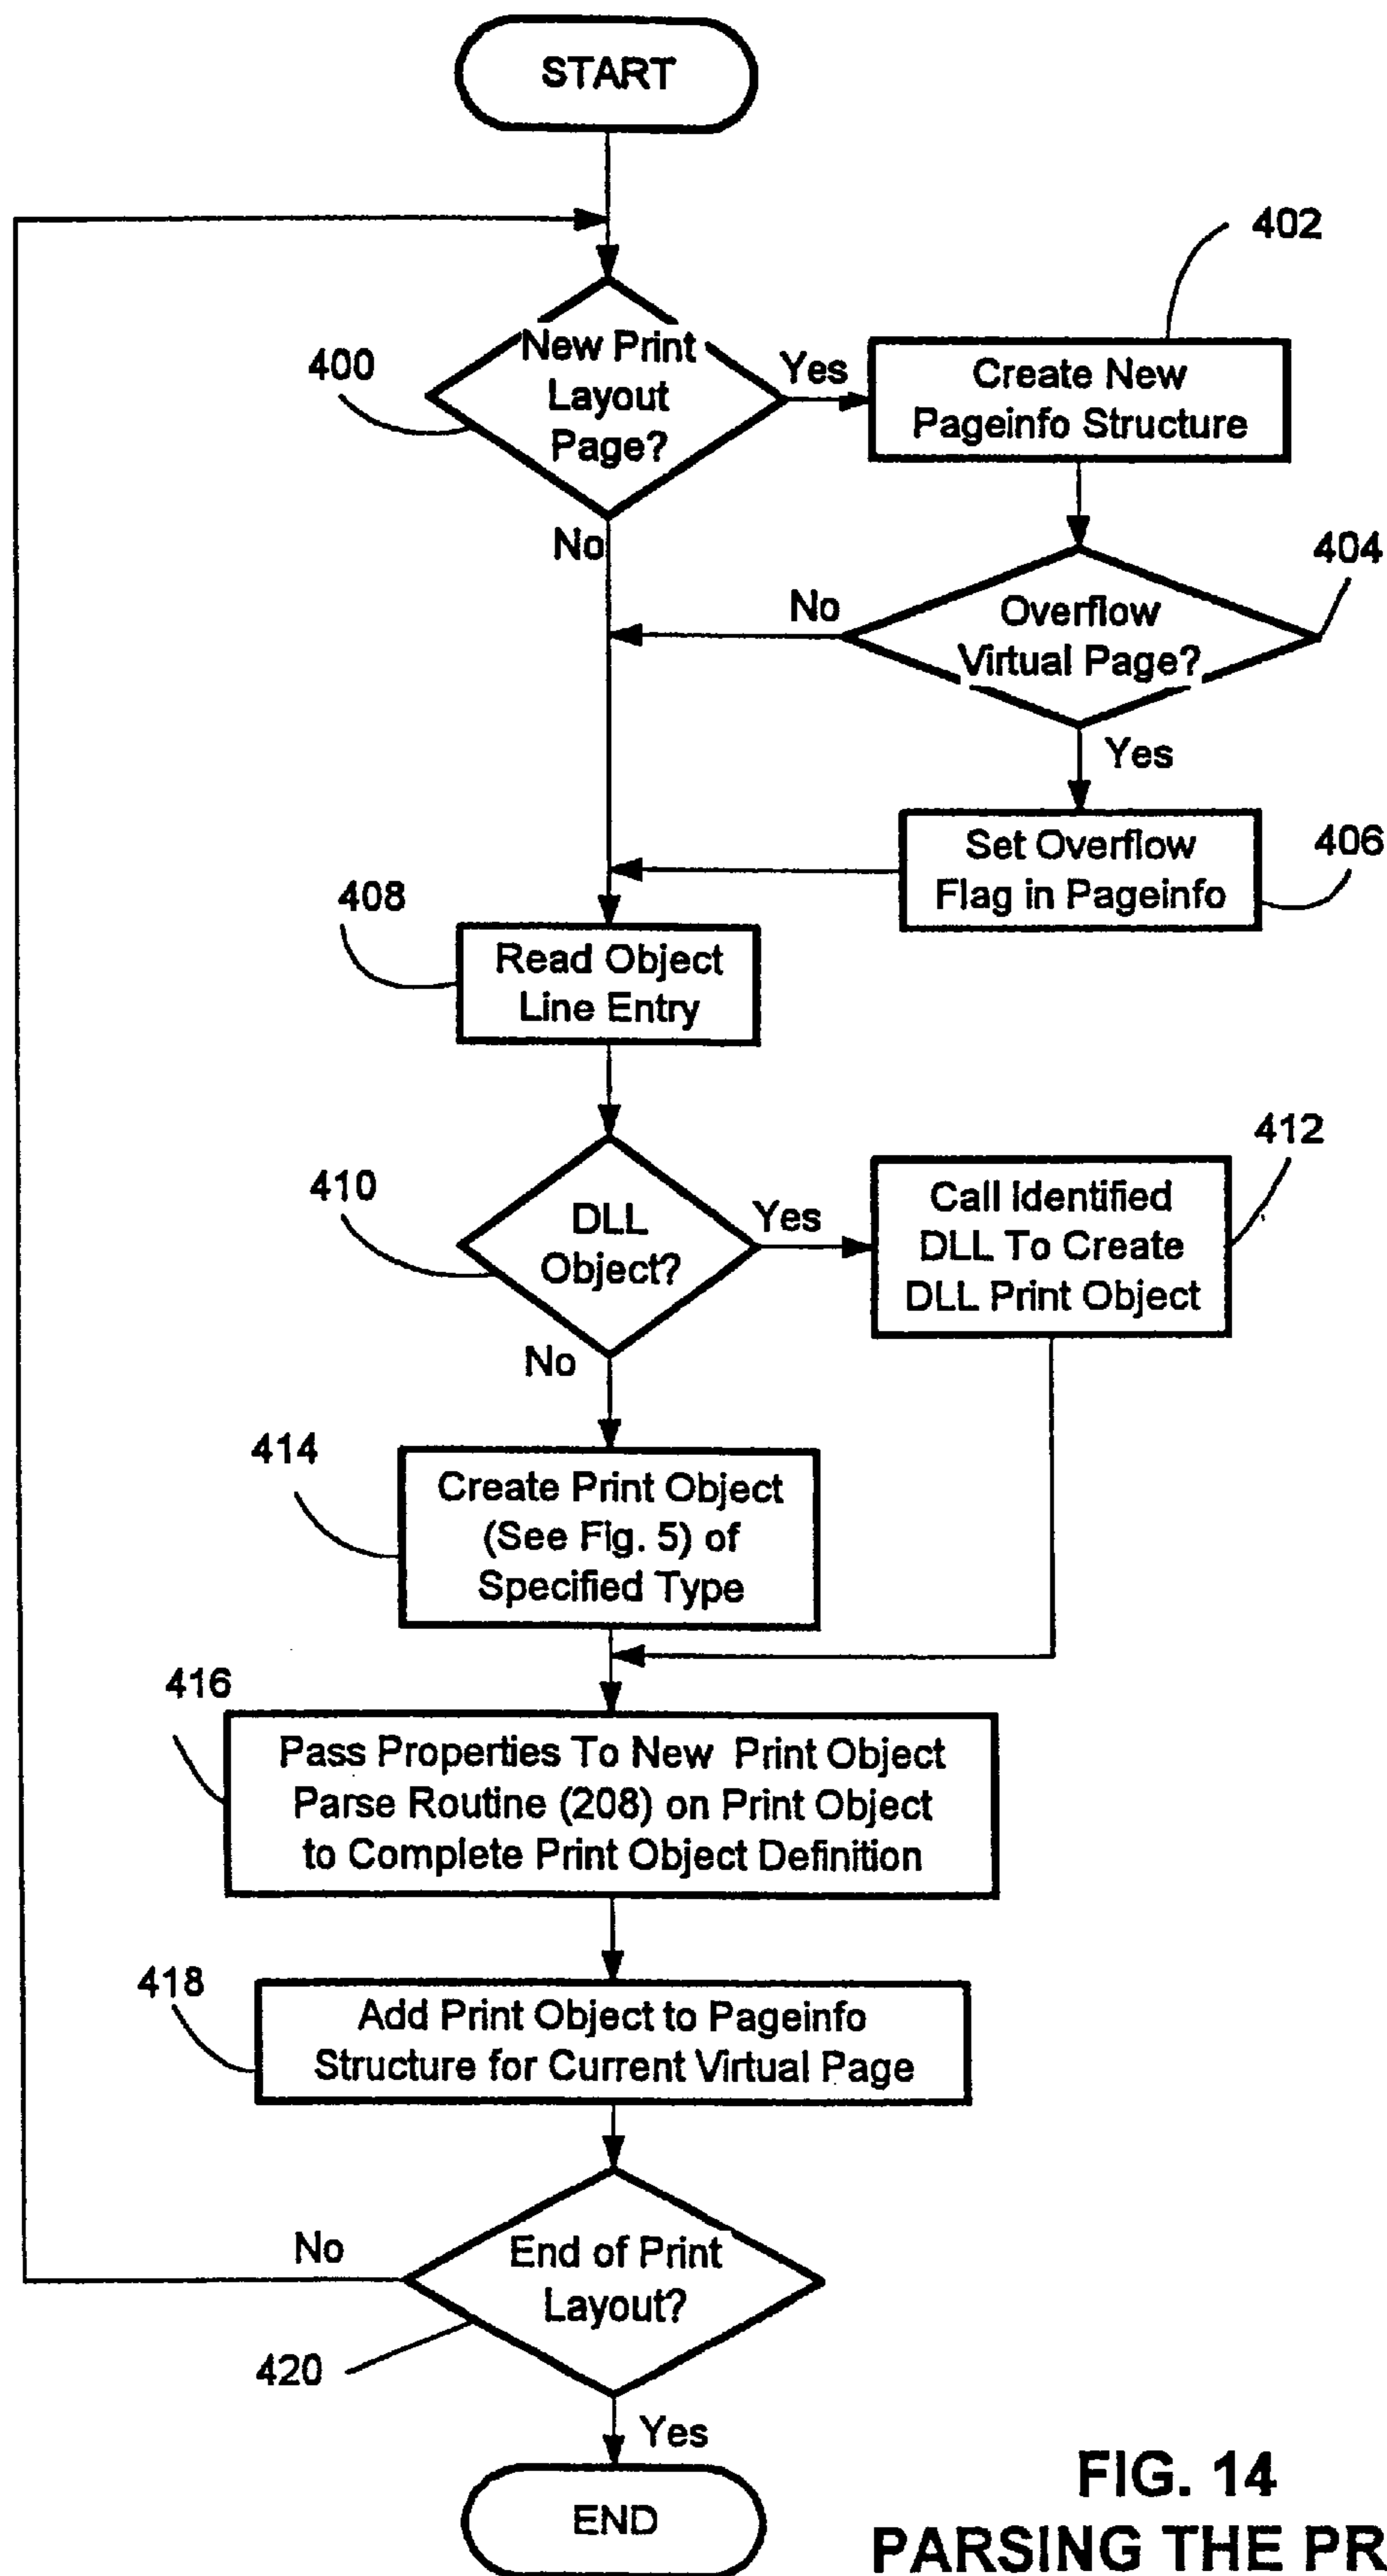 START
402
400
New Print
Layout
Page?
Yes
Create New
Pageinfo Structure
No
404
No
Overflow
Virtual Page?
Yes
Set Overflow
Flag in Pageinfo
406
408
Read Object
Line Entry
412
410
DLL
Object?
Yes
Call Identified
DLL To Create
DLL Print Object
No
414
Create Print Object
(See Fig. 5) of
Specified Type
416
Pass Properties To New Print Object
Parse Routine (208) on Print Object
to Complete Print Object Definition
418
Add Print Object to Pageinfo
Structure for Current Virtual Page
No
End of Print
Layout?
420
Yes
END
FIG. 14
PARSING THE PR